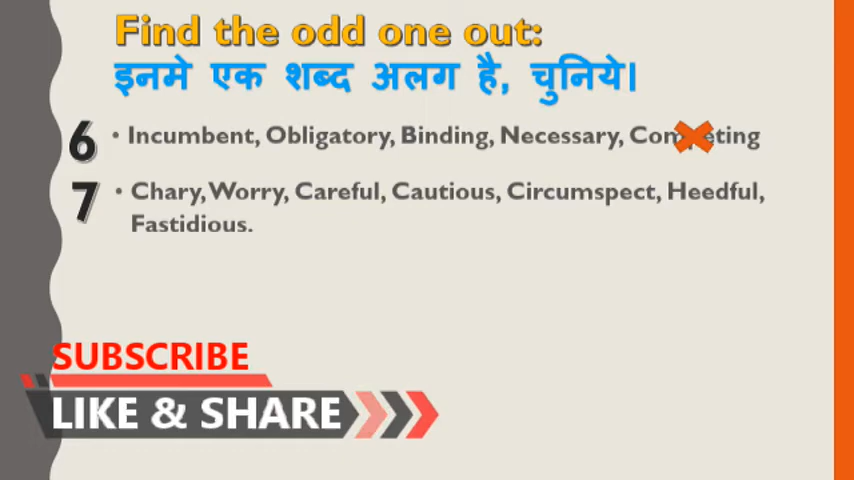 Find the odd one out:
इनमे एक शब्द अलग है, चुनिये।
6 • Incumbent, Obligatory, Binding, Necessary,
7 • Chary, Worry, Careful, Cautious, Circumspect, Heedful,
Fastidious.
SUBSCRIBE
LIKE & SHARE